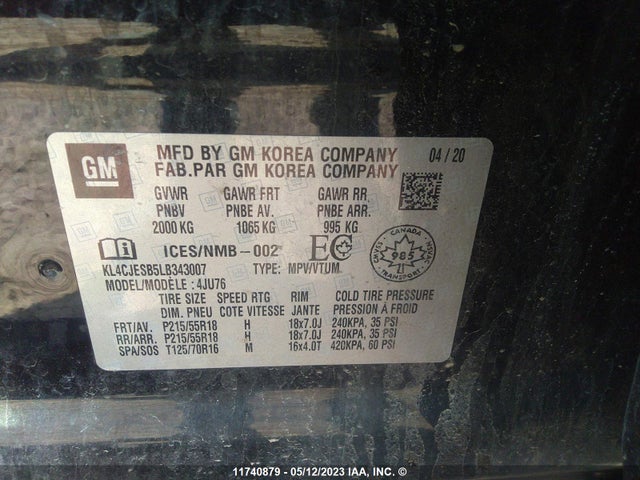 GM
MFD BY GM KOREA COMPANY 04 / 20
FAB.PAR GM KOREA COMPANY
GVWR GAWR FRT GAWR RR
PNBV PNBE AV. PNBE ARR.
2000 KG 1065 KG 995 KG
ICES/NMB-002 EC
CANADA
985
TRANSPORT
KL4CJESB5LB343007 TYPE: MPV/VTUM
MODEL/MODÈLE : 4JU76
TIRE SIZE SPEED RTG RIM COLD TIRE PRESSURE
DIM. PNEU COTE VITESSE JANTE PRESSION À FROID
FRT/AV. P215/55R18 H 18x7.0J 240KPA, 35 PSI
RR/ARR. P215/55R18 H 18x7.0J 240KPA, 35 PSI
SPA/SOS T125/70R16 M 16x4.0T 420KPA, 60 PSI
11740879 - 05/12/2023 IAA, INC. ©